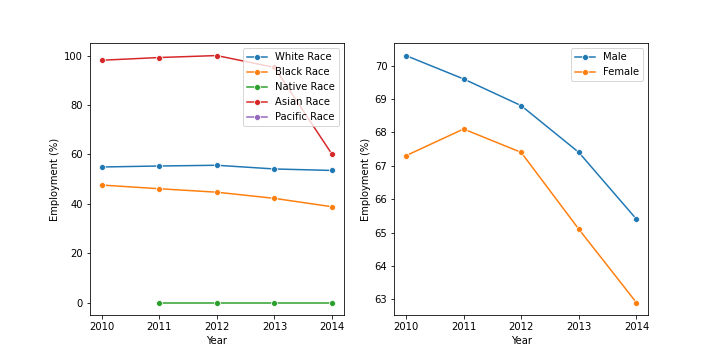 100
80
60
40
20
0
Employment (%)
2010 2011 2012 2013 2014
Year
White Race
Black Race
Native Race
Asian Race
Pacific Race
70
69
68
67
66
65
64
63
Employment (%)
2010 2011 2012 2013 2014
Year
Male
Female